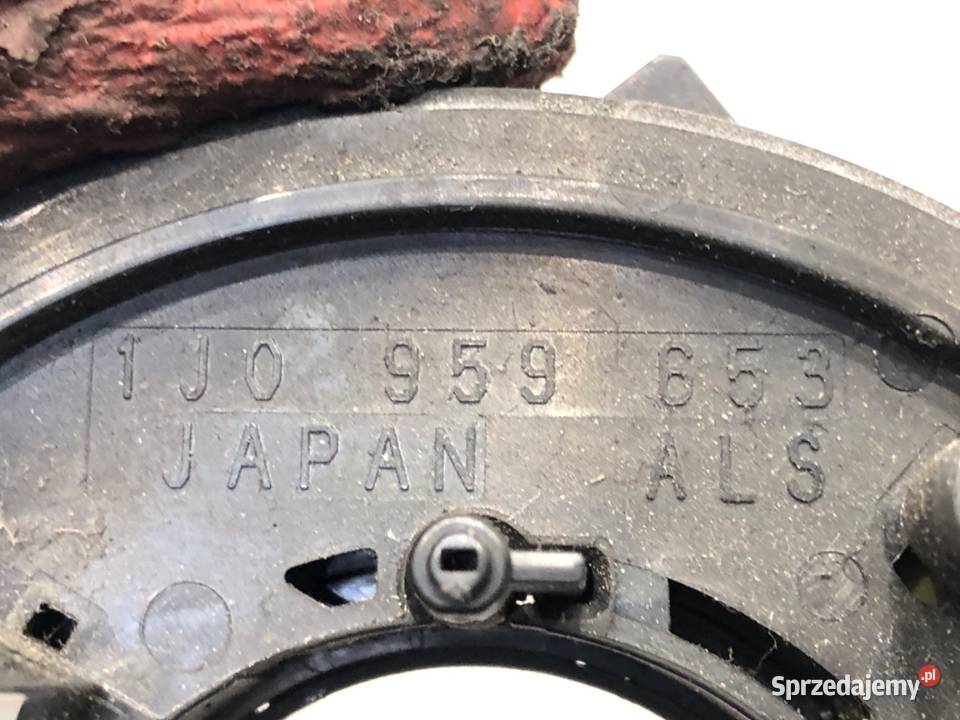 1J0 959 653
JAPAN ALS
Sprzedajemy.pl